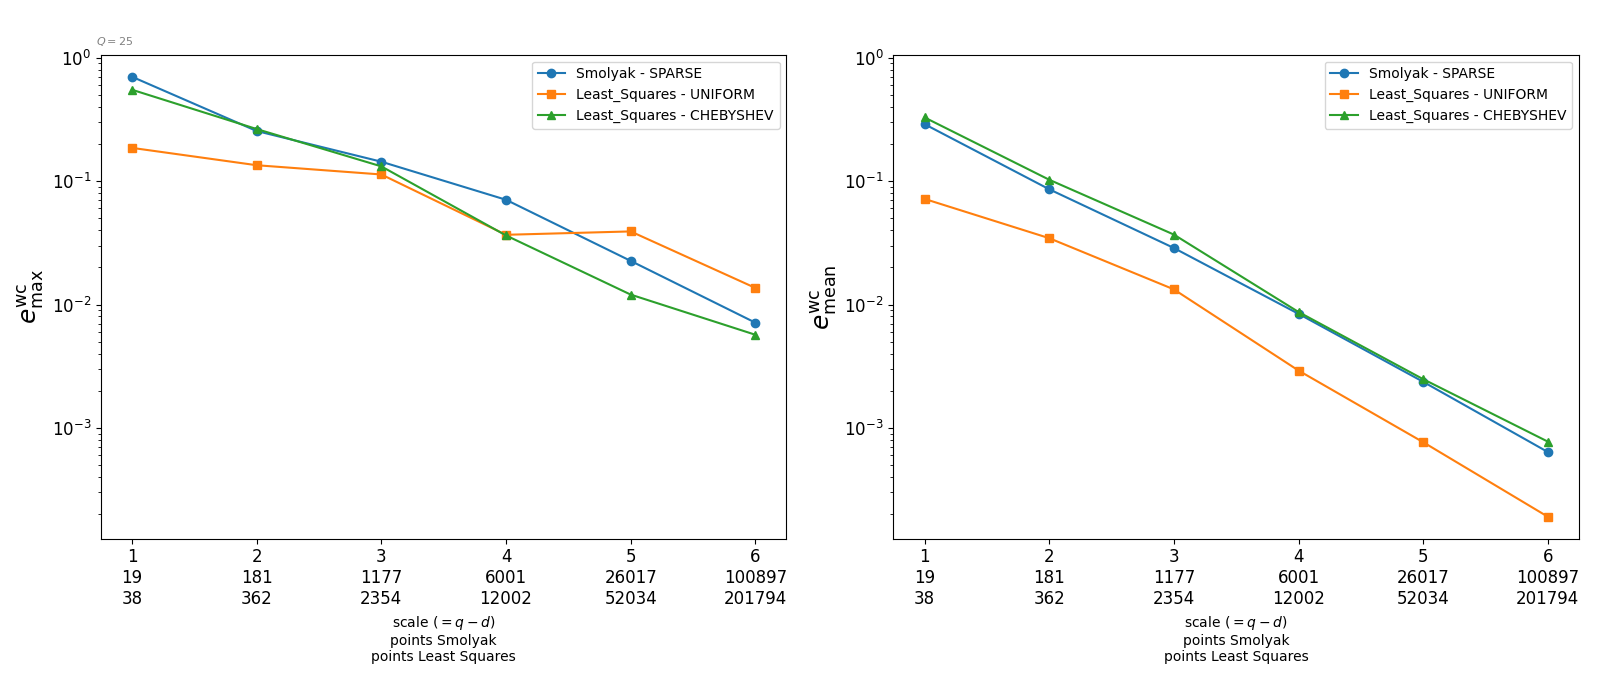 Q = 25
10^0
10^-1
10^-2
10^-3
e^wc_max
Smolyak - SPARSE
Least_Squares - UNIFORM
Least_Squares - CHEBYSHEV
1 2 3 4 5 6
19 181 1177 6001 26017 100897
38 362 2354 12002 52034 201794
scale (= q − d)
points Smolyak
points Least Squares
10^0
10^-1
10^-2
10^-3
e^wc_mean
Smolyak - SPARSE
Least_Squares - UNIFORM
Least_Squares - CHEBYSHEV
1 2 3 4 5 6
19 181 1177 6001 26017 100897
38 362 2354 12002 52034 201794
scale (= q − d)
points Smolyak
points Least Squares